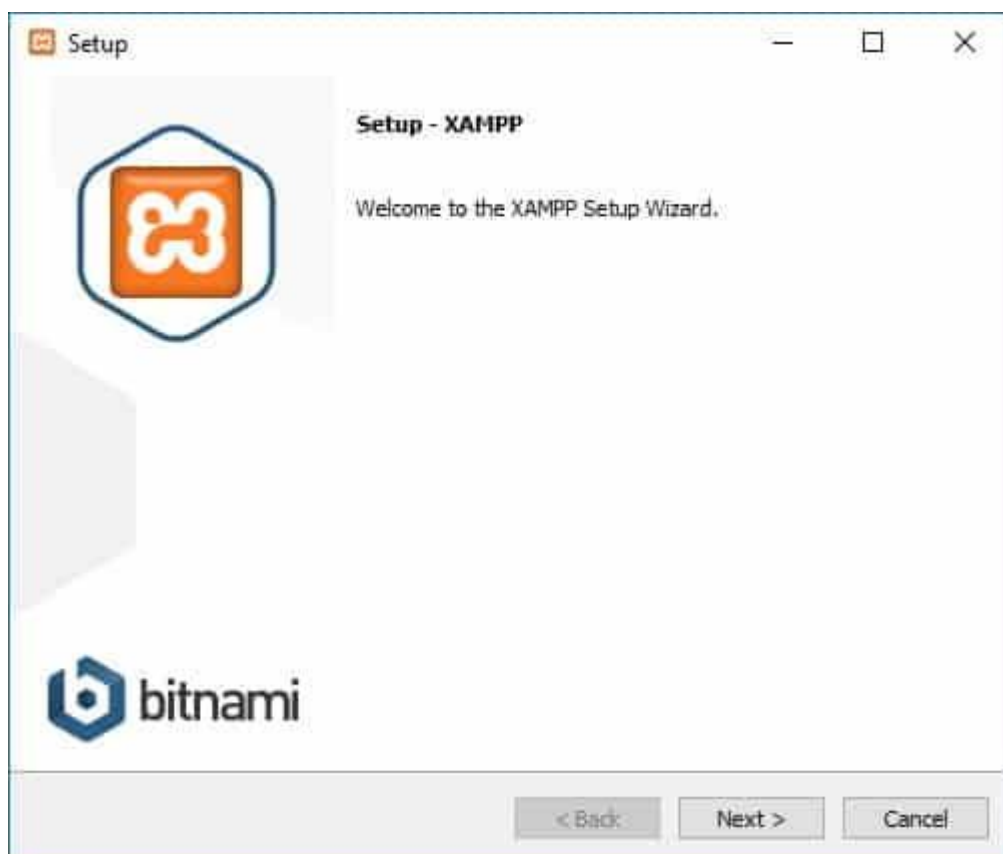 Setup
Setup - XAMPP
Welcome to the XAMPP Setup Wizard.
bitnami
< Back
Next >
Cancel